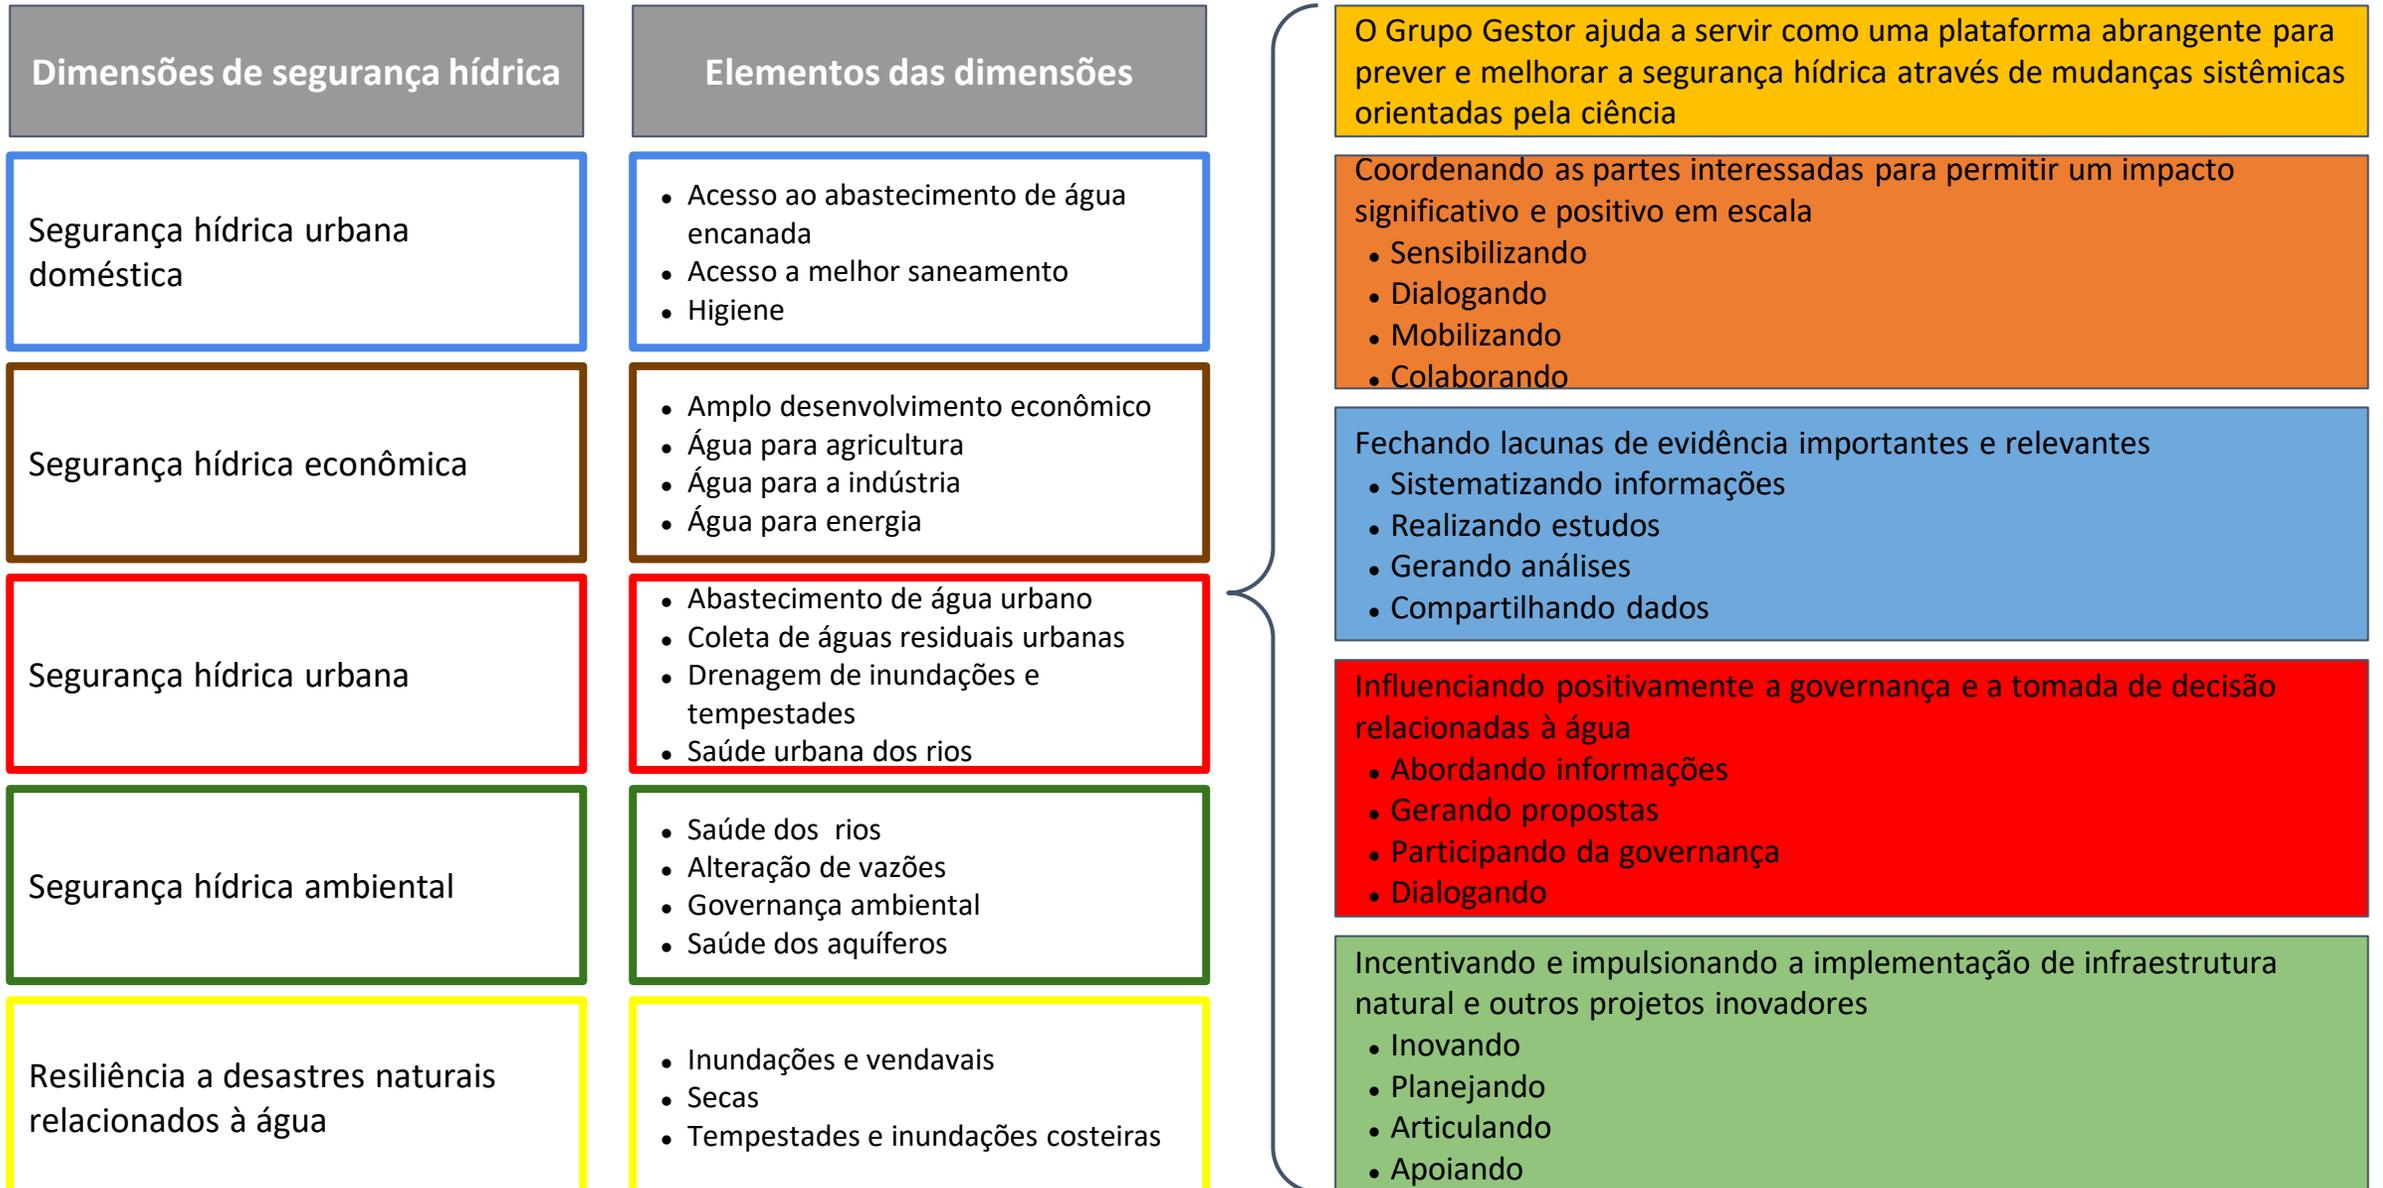 Dimensões de segurança hídrica
Elementos das dimensões
Segurança hídrica urbana
doméstica
• Acesso ao abastecimento de água
encanada
• Acesso a melhor saneamento
• Higiene
Segurança hídrica econômica
• Amplo desenvolvimento econômico
• Água para agricultura
• Água para a indústria
• Água para energia
Segurança hídrica urbana
• Abastecimento de água urbano
• Coleta de águas residuais urbanas
• Drenagem de inundações e
tempestades
• Saúde urbana dos rios
Segurança hídrica ambiental
• Saúde dos rios
• Alteração de vazões
• Governança ambiental
• Saúde dos aquíferos
Resiliência a desastres naturais
relacionados à água
• Inundações e vendavais
• Secas
• Tempestades e inundações costeiras
O Grupo Gestor ajuda a servir como uma plataforma abrangente para
prever e melhorar a segurança hídrica através de mudanças sistêmicas
orientadas pela ciência
Coordenando as partes interessadas para permitir um impacto
significativo e positivo em escala
• Sensibilizando
• Dialogando
• Mobilizando
• Colaborando
Fechando lacunas de evidência importantes e relevantes
• Sistematizando informações
• Realizando estudos
• Gerando análises
• Compartilhando dados
Influenciando positivamente a governança e a tomada de decisão
relacionadas à água
• Abordando informações
• Gerando propostas
• Participando da governança
• Dialogando
Incentivando e impulsionando a implementação de infraestrutura
natural e outros projetos inovadores
• Inovando
• Planejando
• Articulando
• Apoiando